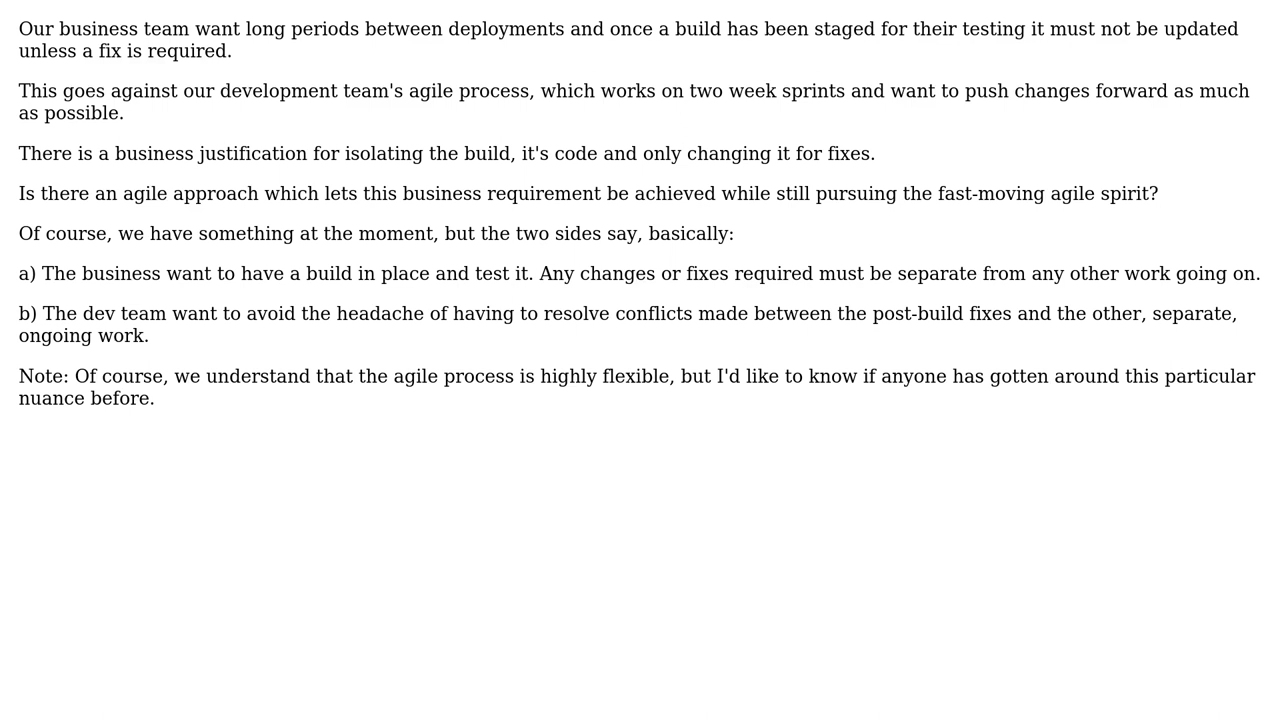 Our business team want long periods between deployments and once a build has been staged for their testing it must not be updated
unless a fix is required.
This goes against our development team's agile process, which works on two week sprints and want to push changes forward as much
as possible.
There is a business justification for isolating the build, it's code and only changing it for fixes.
Is there an agile approach which lets this business requirement be achieved while still pursuing the fast-moving agile spirit?
Of course, we have something at the moment, but the two sides say, basically:
a) The business want to have a build in place and test it. Any changes or fixes required must be separate from any other work going on.
b) The dev team want to avoid the headache of having to resolve conflicts made between the post-build fixes and the other, separate,
ongoing work.
Note: Of course, we understand that the agile process is highly flexible, but I'd like to know if anyone has gotten around this particular
nuance before.